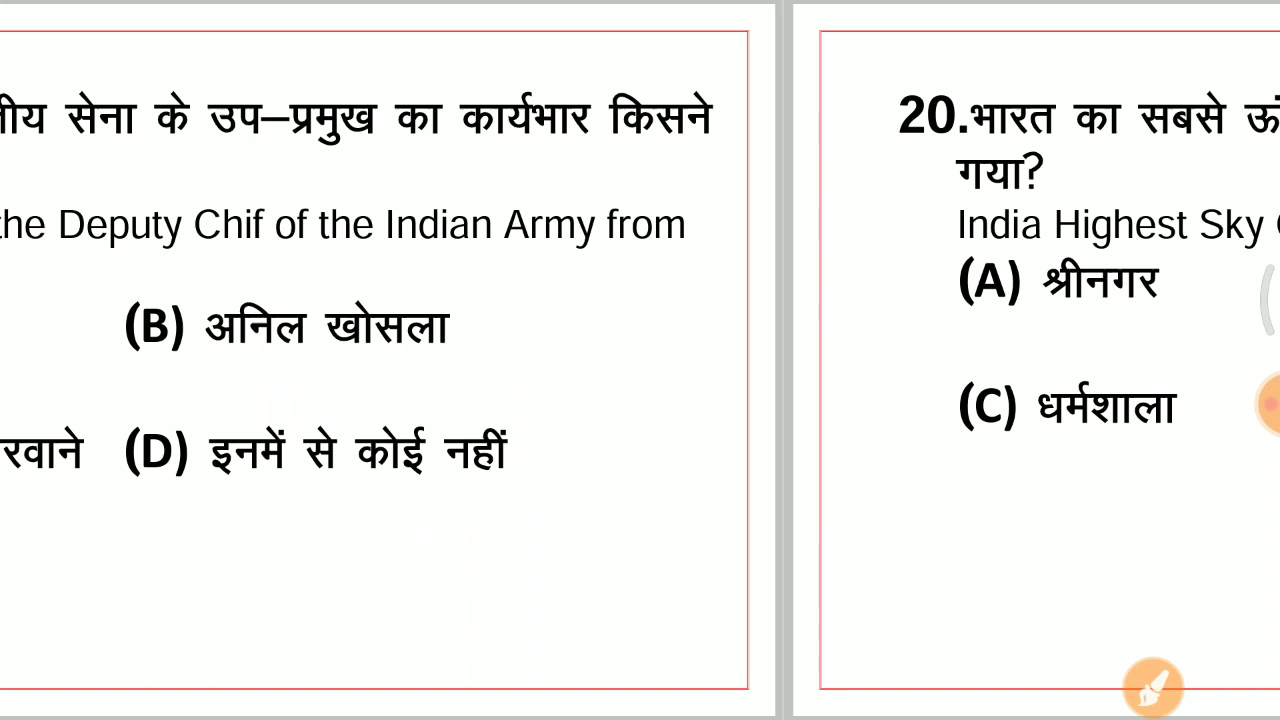 सेना के उप–प्रमुख का कार्यभार किसने
the Deputy Chif of the Indian Army from
(B) अनिल खोसला
रवाने (D) इनमें से कोई नहीं
20.भारत का सबसे
गया?
India Highest Sky
(A) श्रीनगर
(C) धर्मशाला